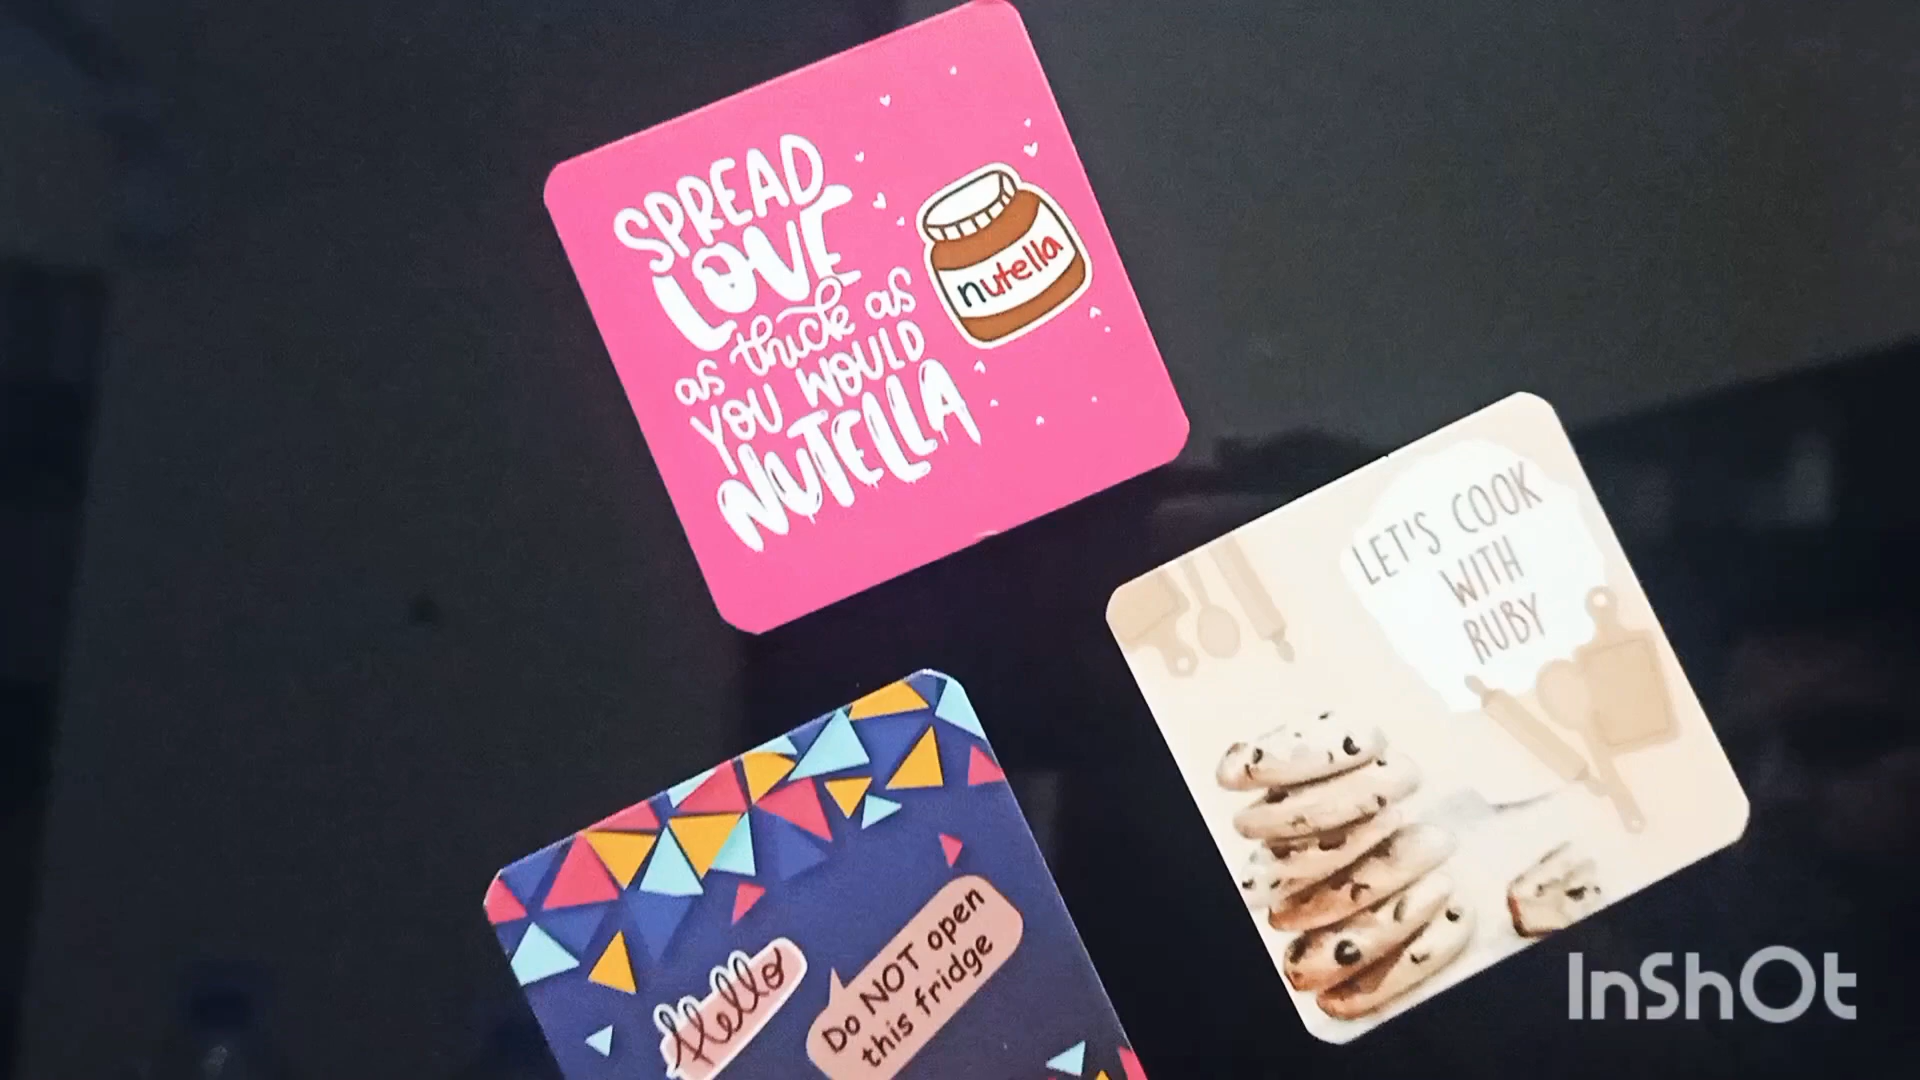 SPREAD
LOVE
as thick as
YOU WOULD
NUTELLA
nutella
LET'S COOK
WITH
RUBY
Hello
Do NOT open
this fridge
InShOt